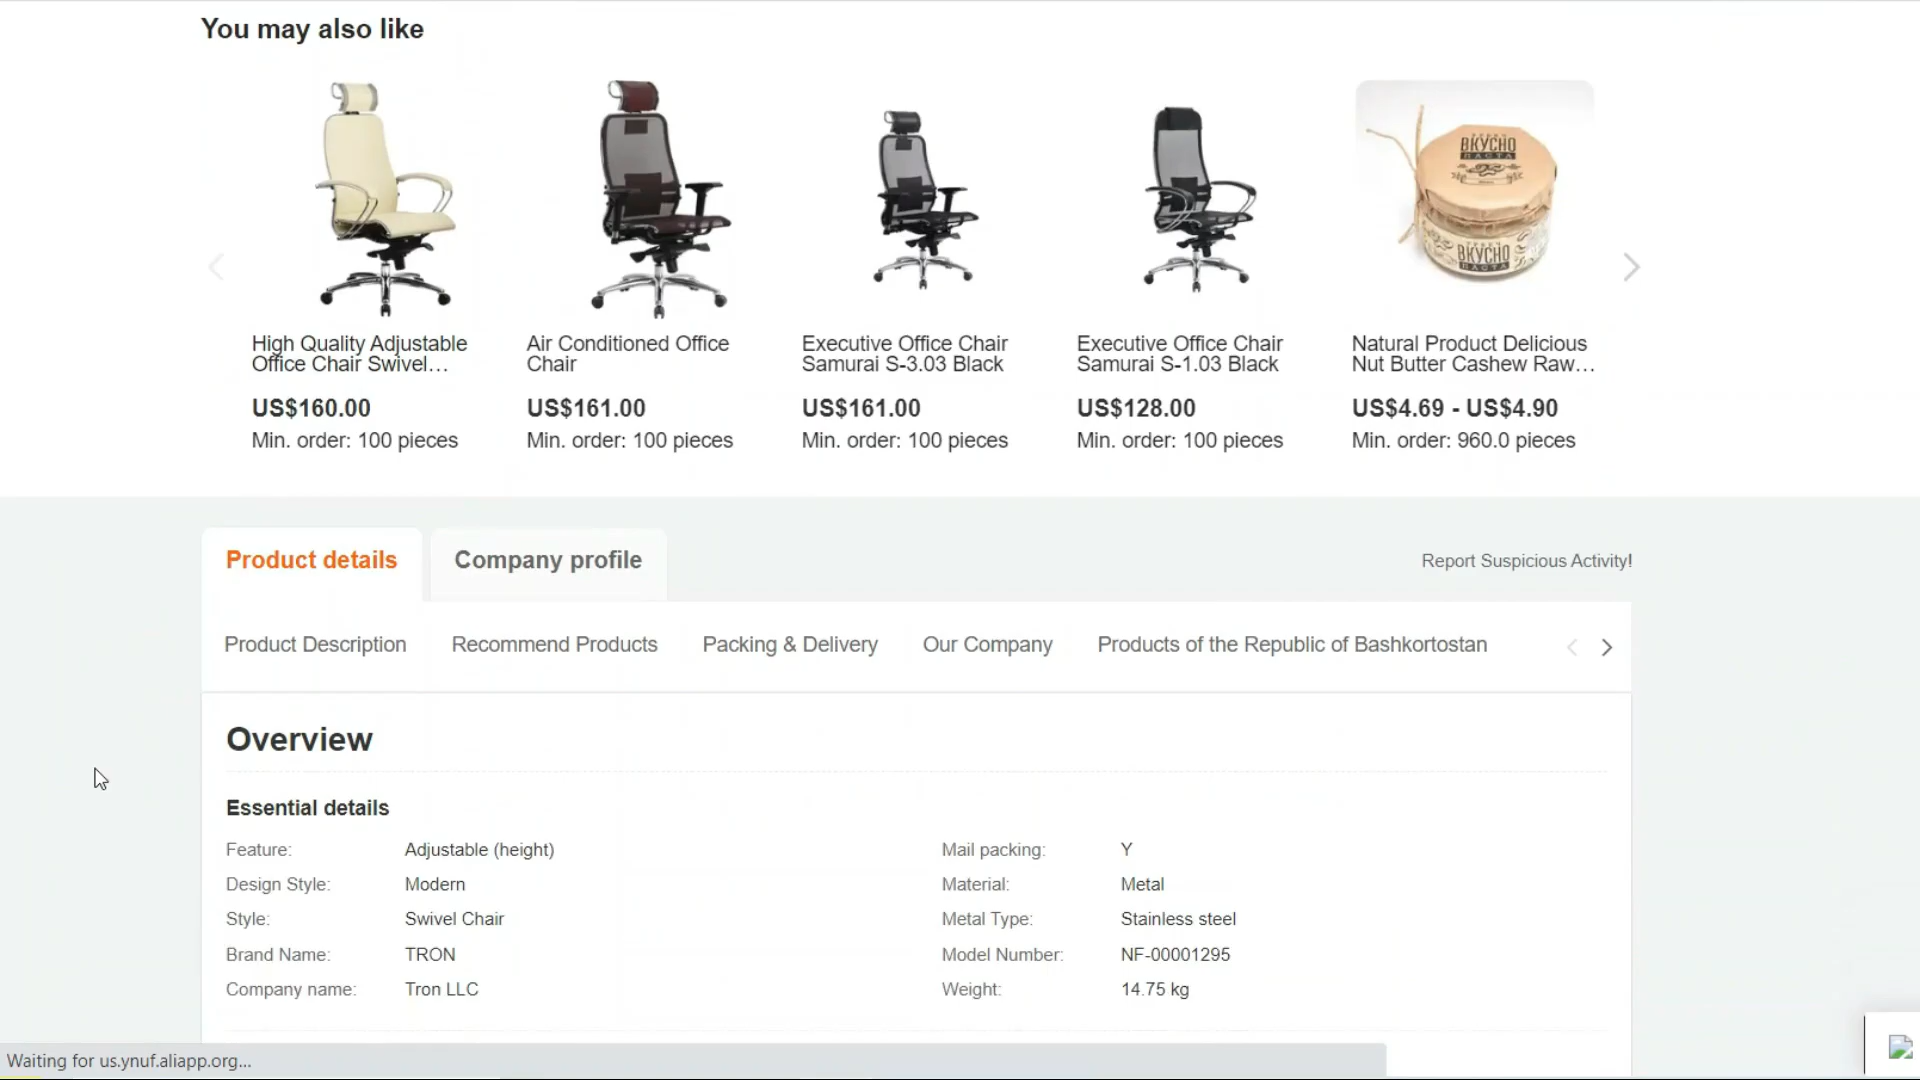 You may also like
ВКУСНО
ПАСТА
ВКУСНО
ПАСТА
High Quality Adjustable
Office Chair Swivel...
US$160.00
Min. order: 100 pieces
Air Conditioned Office
Chair
US$161.00
Min. order: 100 pieces
Executive Office Chair
Samurai S-3.03 Black
US$161.00
Min. order: 100 pieces
Executive Office Chair
Samurai S-1.03 Black
US$128.00
Min. order: 100 pieces
Natural Product Delicious
Nut Butter Cashew Raw...
US$4.69 - US$4.90
Min. order: 960.0 pieces
Product details
Company profile
Report Suspicious Activity!
Product Description
Recommend Products
Packing & Delivery
Our Company
Products of the Republic of Bashkortostan
Overview
Essential details
Feature: Adjustable (height)
Design Style: Modern
Style: Swivel Chair
Brand Name: TRON
Company name: Tron LLC
Mail packing: Y
Material: Metal
Metal Type: Stainless steel
Model Number: NF-00001295
Weight: 14.75 kg
Waiting for us.ynuf.aliapp.org...